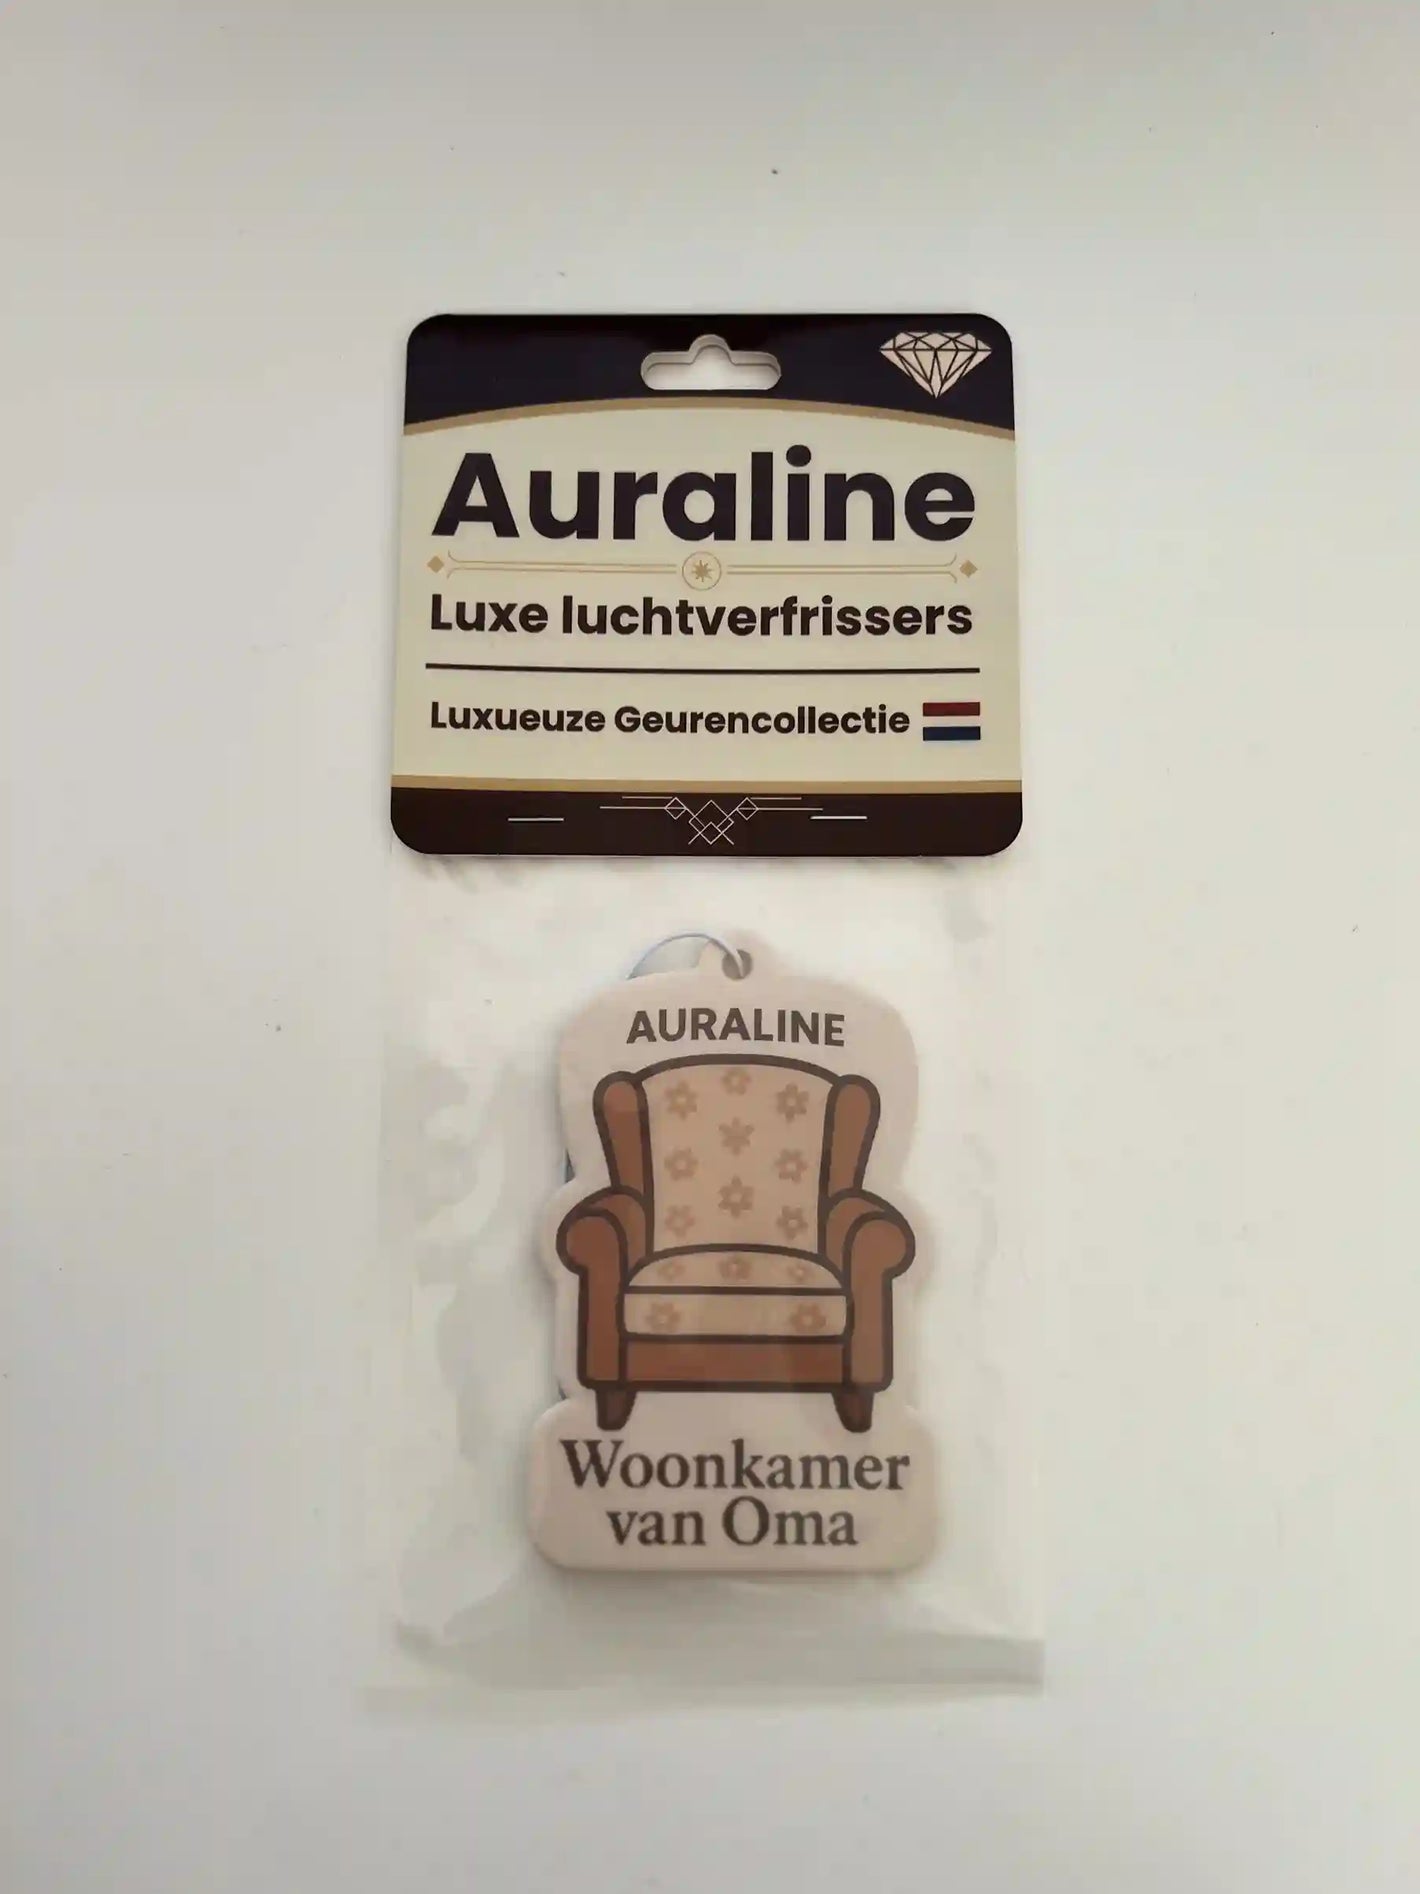 Auraline
Luxe luchtverfrissers
Luxueuze Geurencollectie
AURALINE
Woonkamer
van Oma